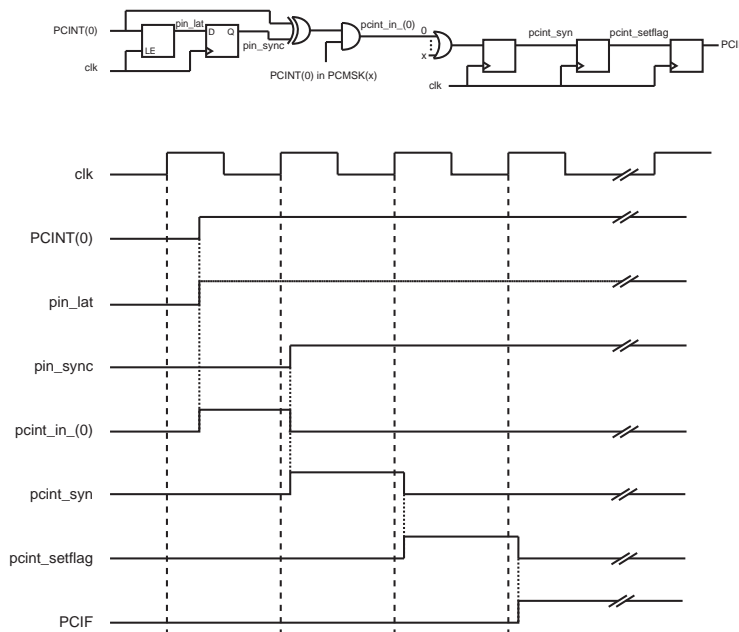 PCINT(0)
pin_lat
D Q
LE
pin_sync
clk
PCINT(0) in PCMSK(x)
pcint_in_(0)
0
x
pcint_syn
pcint_setflag
PCI
clk
clk
PCINT(0)
pin_lat
pin_sync
pcint_in_(0)
pcint_syn
pcint_setflag
PCIF